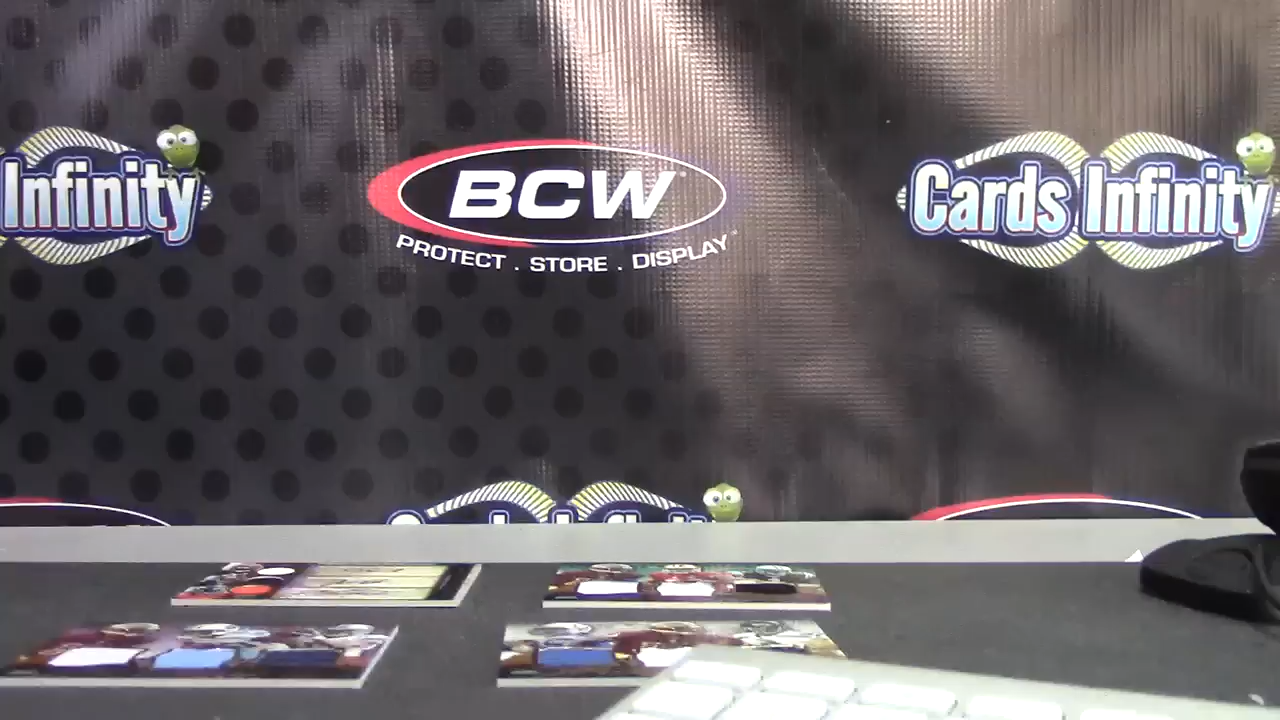 Infinity
BCW
PROTECT . STORE . DISPLAY
Cards Infinity